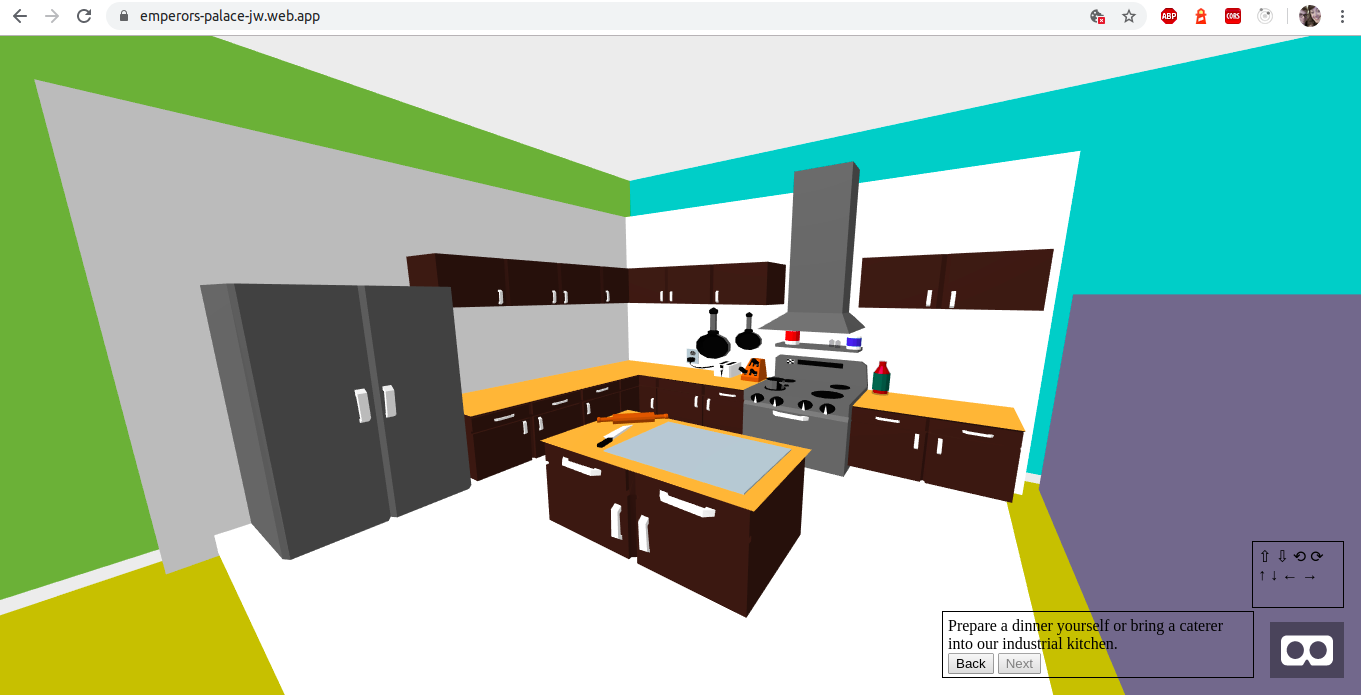 emperors-palace-jw.web.app
ABP
CORS
⇧ ⇩ ⟲ ⟳
↑ ↓ ← →
Prepare a dinner yourself or bring a caterer
into our industrial kitchen.
Back Next